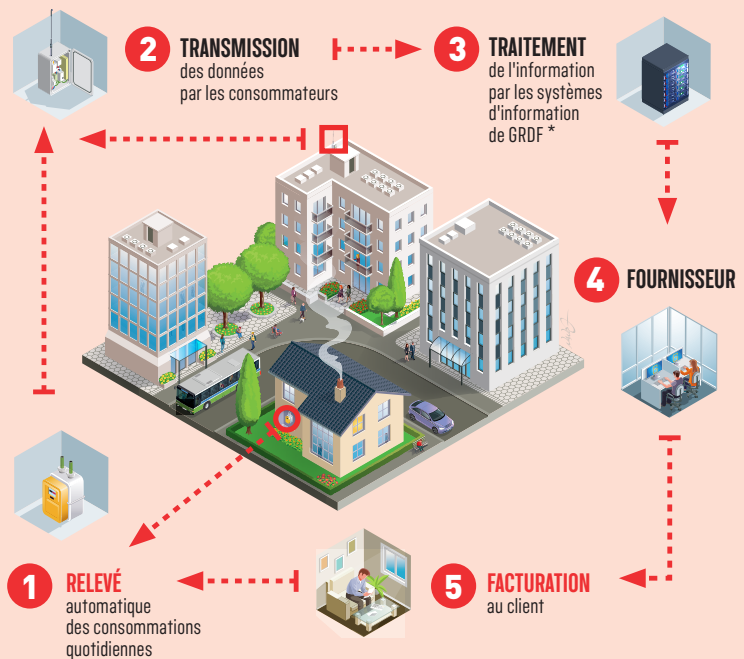 2 TRANSMISSION
des données
par les consommateurs
3 TRAITEMENT
de l'information
par les systèmes
d'information
de GRDF *
4 FOURNISSEUR
1 RELEVÉ
automatique
des consommations
quotidiennes
5 FACTURATION
au client